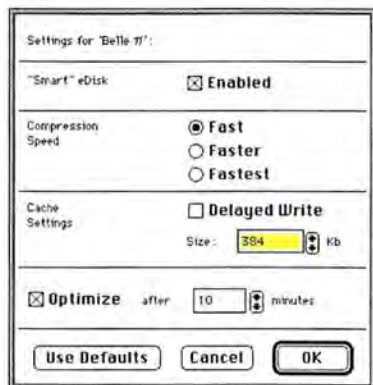 Settings for 'Belle π':
"Smart" eDisk
Enabled
Compression
Speed
Fast
Faster
Fastest
Cache
Settings
Delayed Write
Size: 384 Kb
Optimize after 10 minutes
Use Defaults Cancel OK